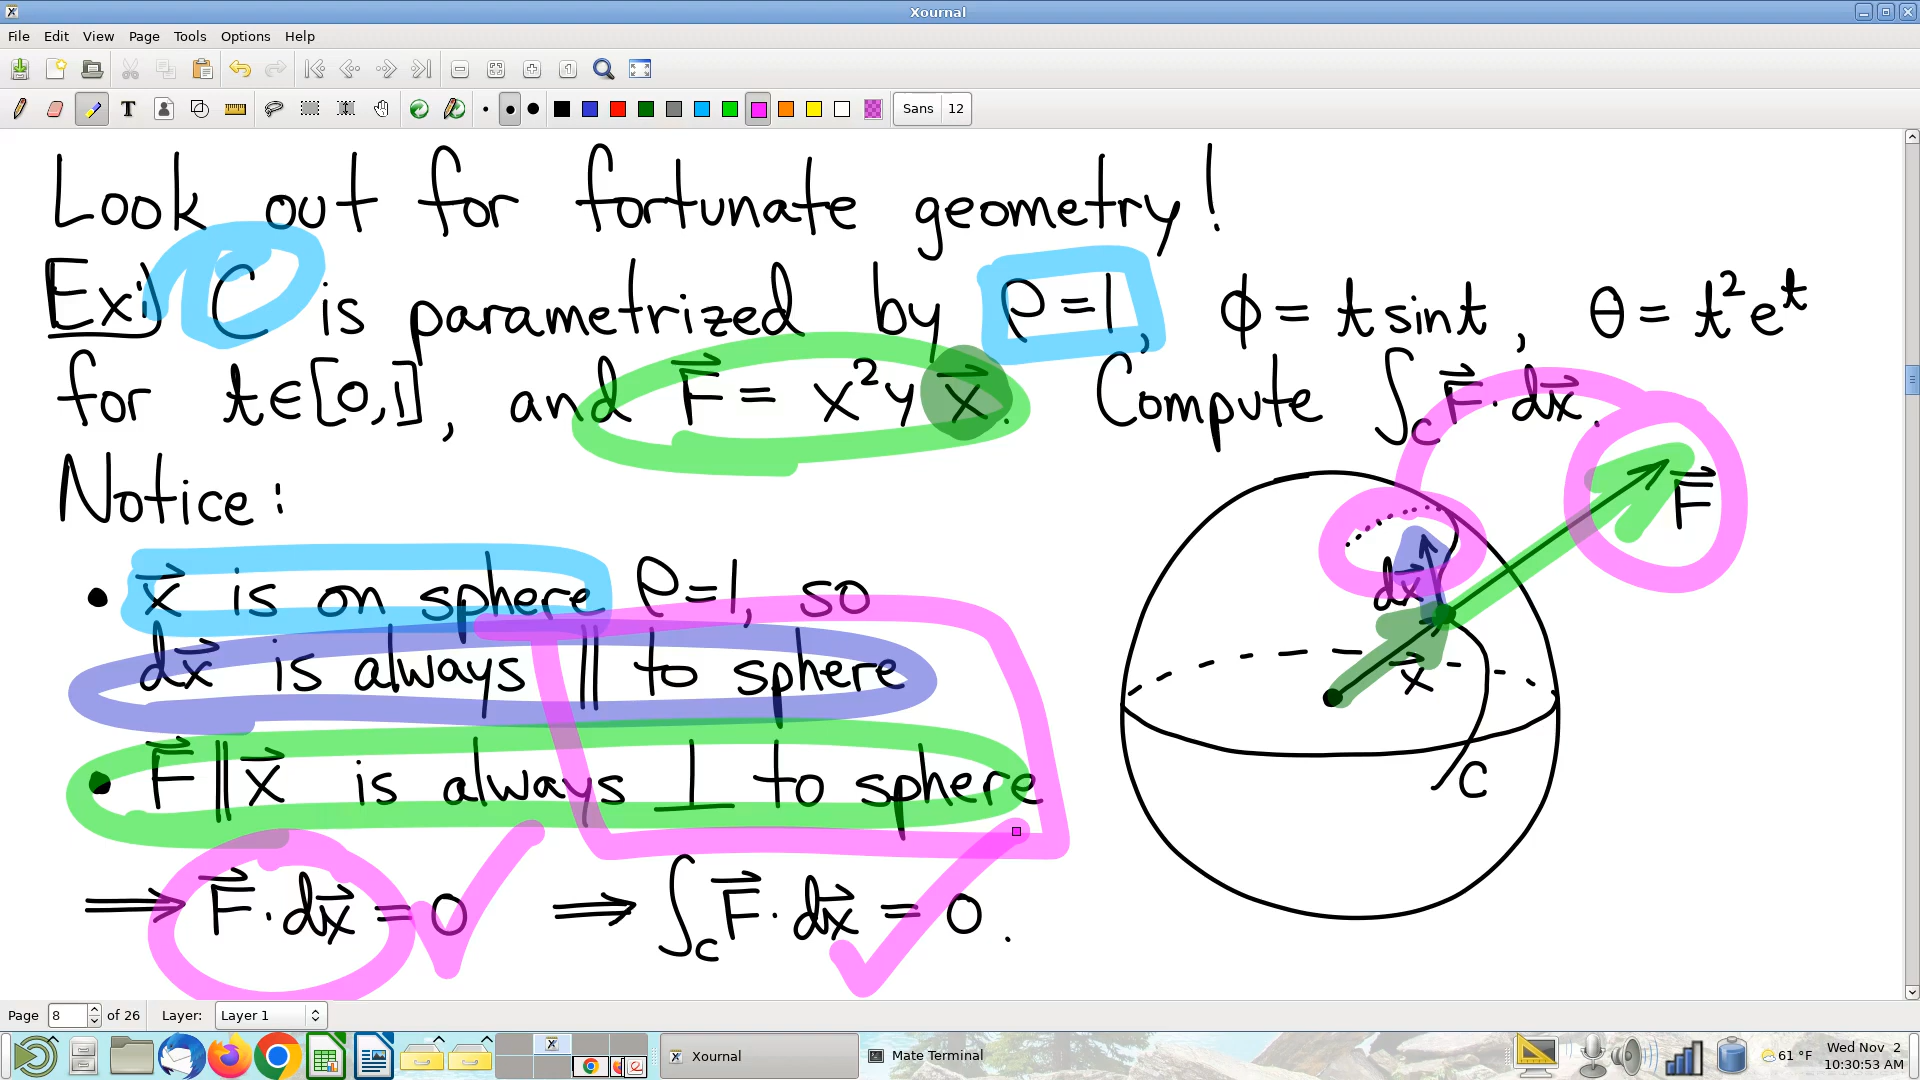 Xournal
File Edit View Page Tools Options Help
Sans 12
Look out for fortunate geometry!
Ex) C is parametrized by ρ=1, ϕ= t sin t, θ= t²eᵗ
for t∈[0,1], and F⃗ = x²y x⃗. Compute ∫_C F⃗·dx⃗.
Notice:
• x⃗ is on sphere ρ=1, so
dx⃗ is always ∥ to sphere
• F⃗∥x⃗ is always ⊥ to sphere
⟹ F⃗·dx⃗ = 0 ⟹ ∫_C F⃗·dx⃗ = 0.
F⃗
dx⃗
x⃗
C
Page 8 of 26 Layer: Layer 1
Xournal Mate Terminal 61 °F Wed Nov 2
10:30:53 AM